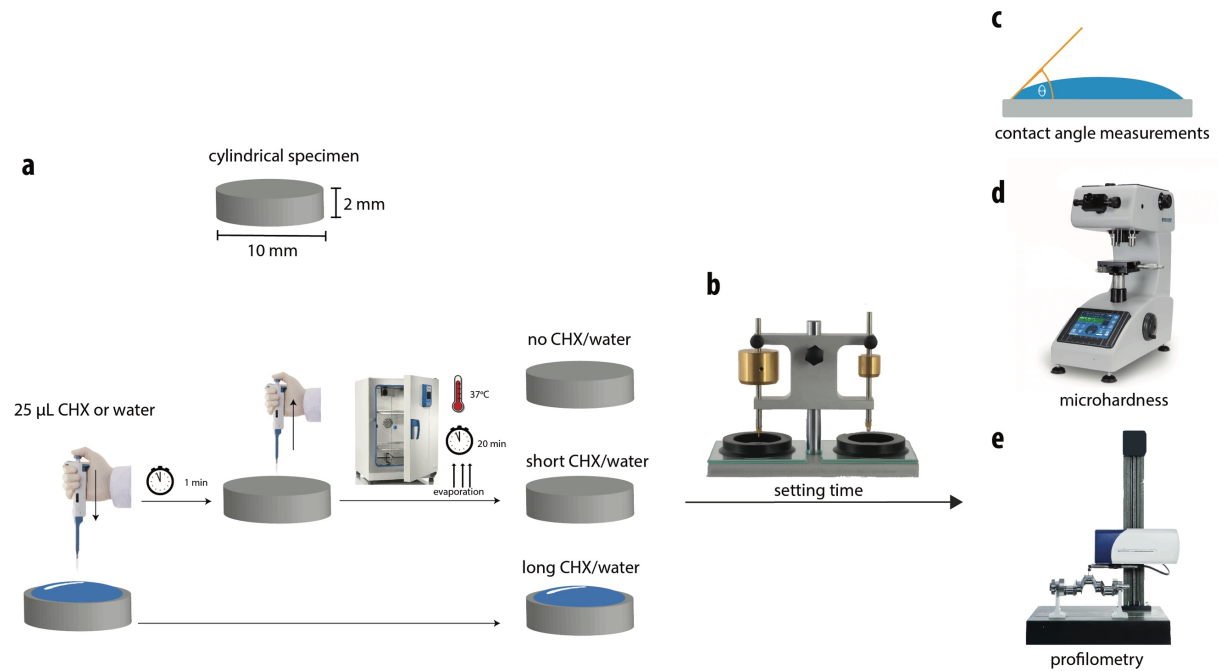 a
cylindrical specimen
2 mm
10 mm
25 µL CHX or water
1 min
37ºC
20 min
evaporation
no CHX/water
short CHX/water
long CHX/water
b
setting time
c
θ
contact angle measurements
d
microhardness
e
profilometry